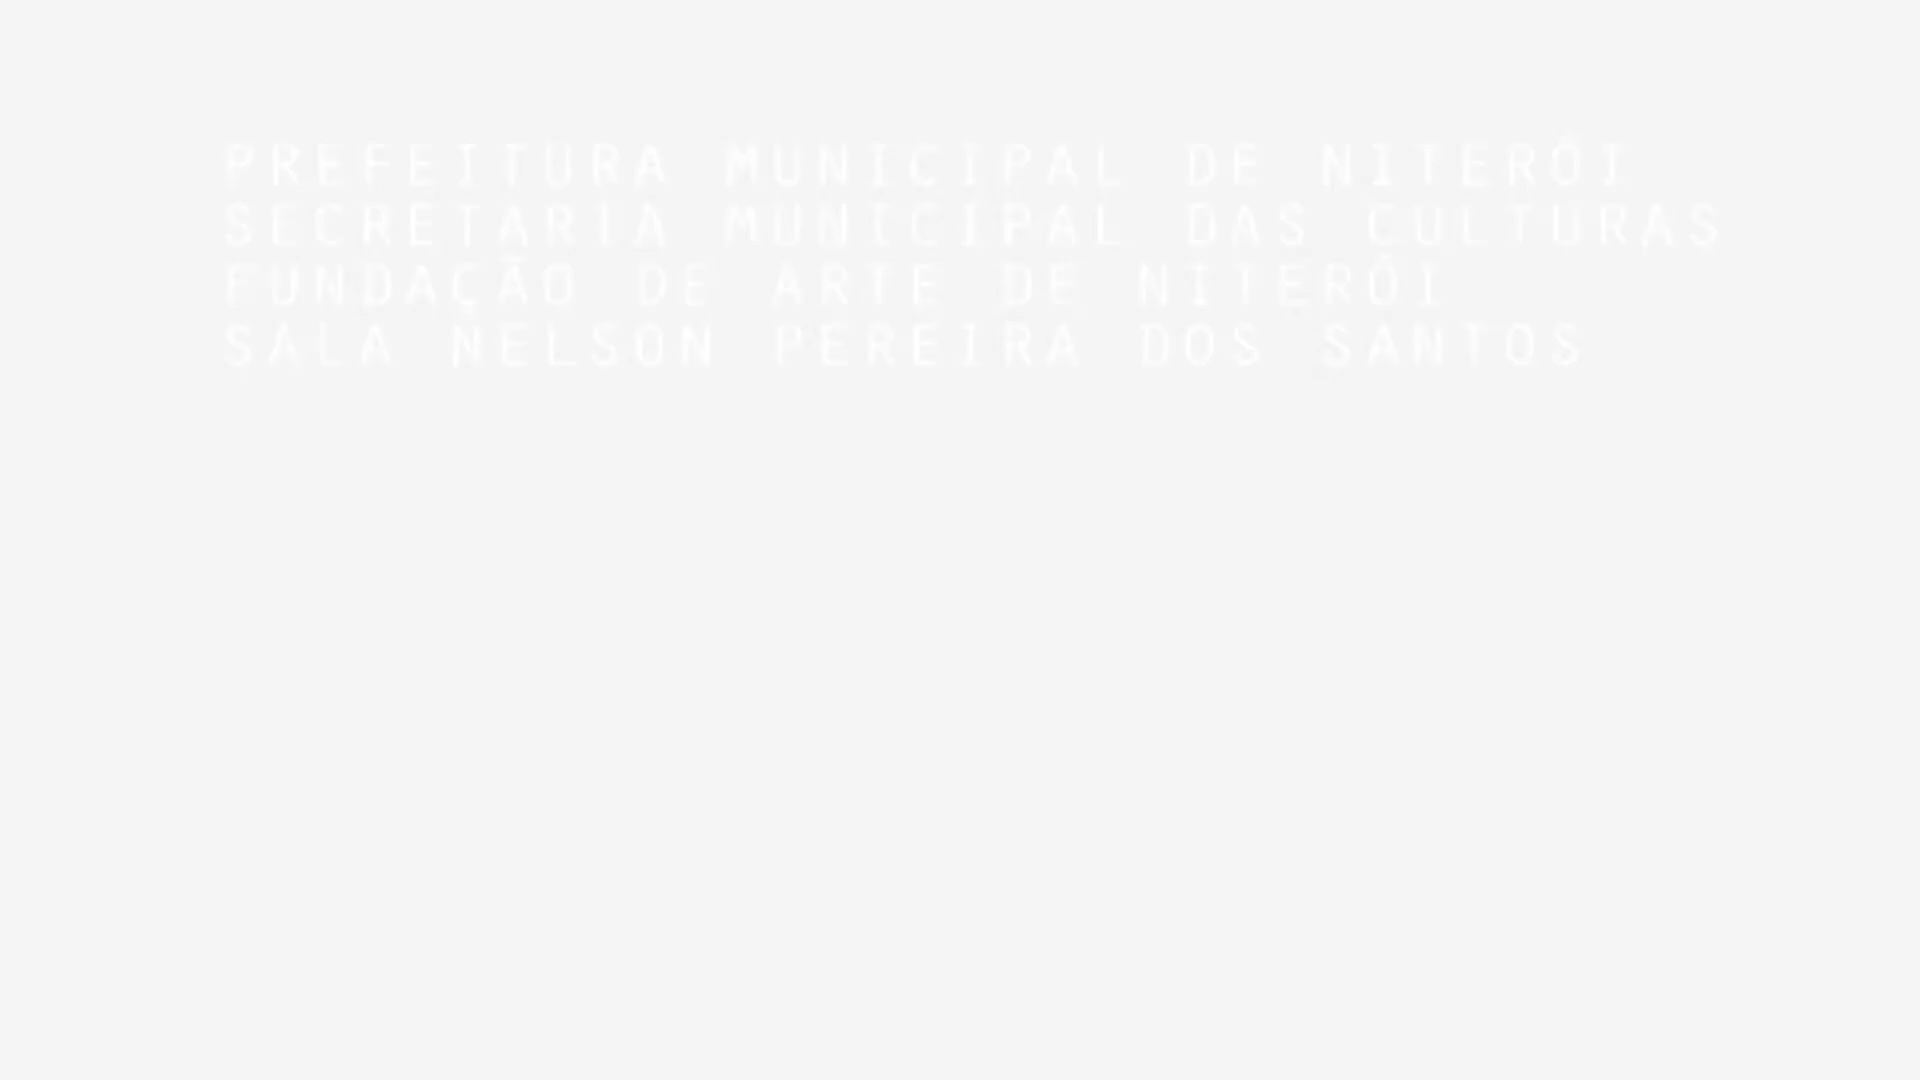 PREFEITURA MUNICIPAL DE NITERÓI
SECRETARIA MUNICIPAL DAS CULTURAS
FUNDAÇÃO DE ARTE DE NITERÓI
SALA NELSON PEREIRA DOS SANTOS